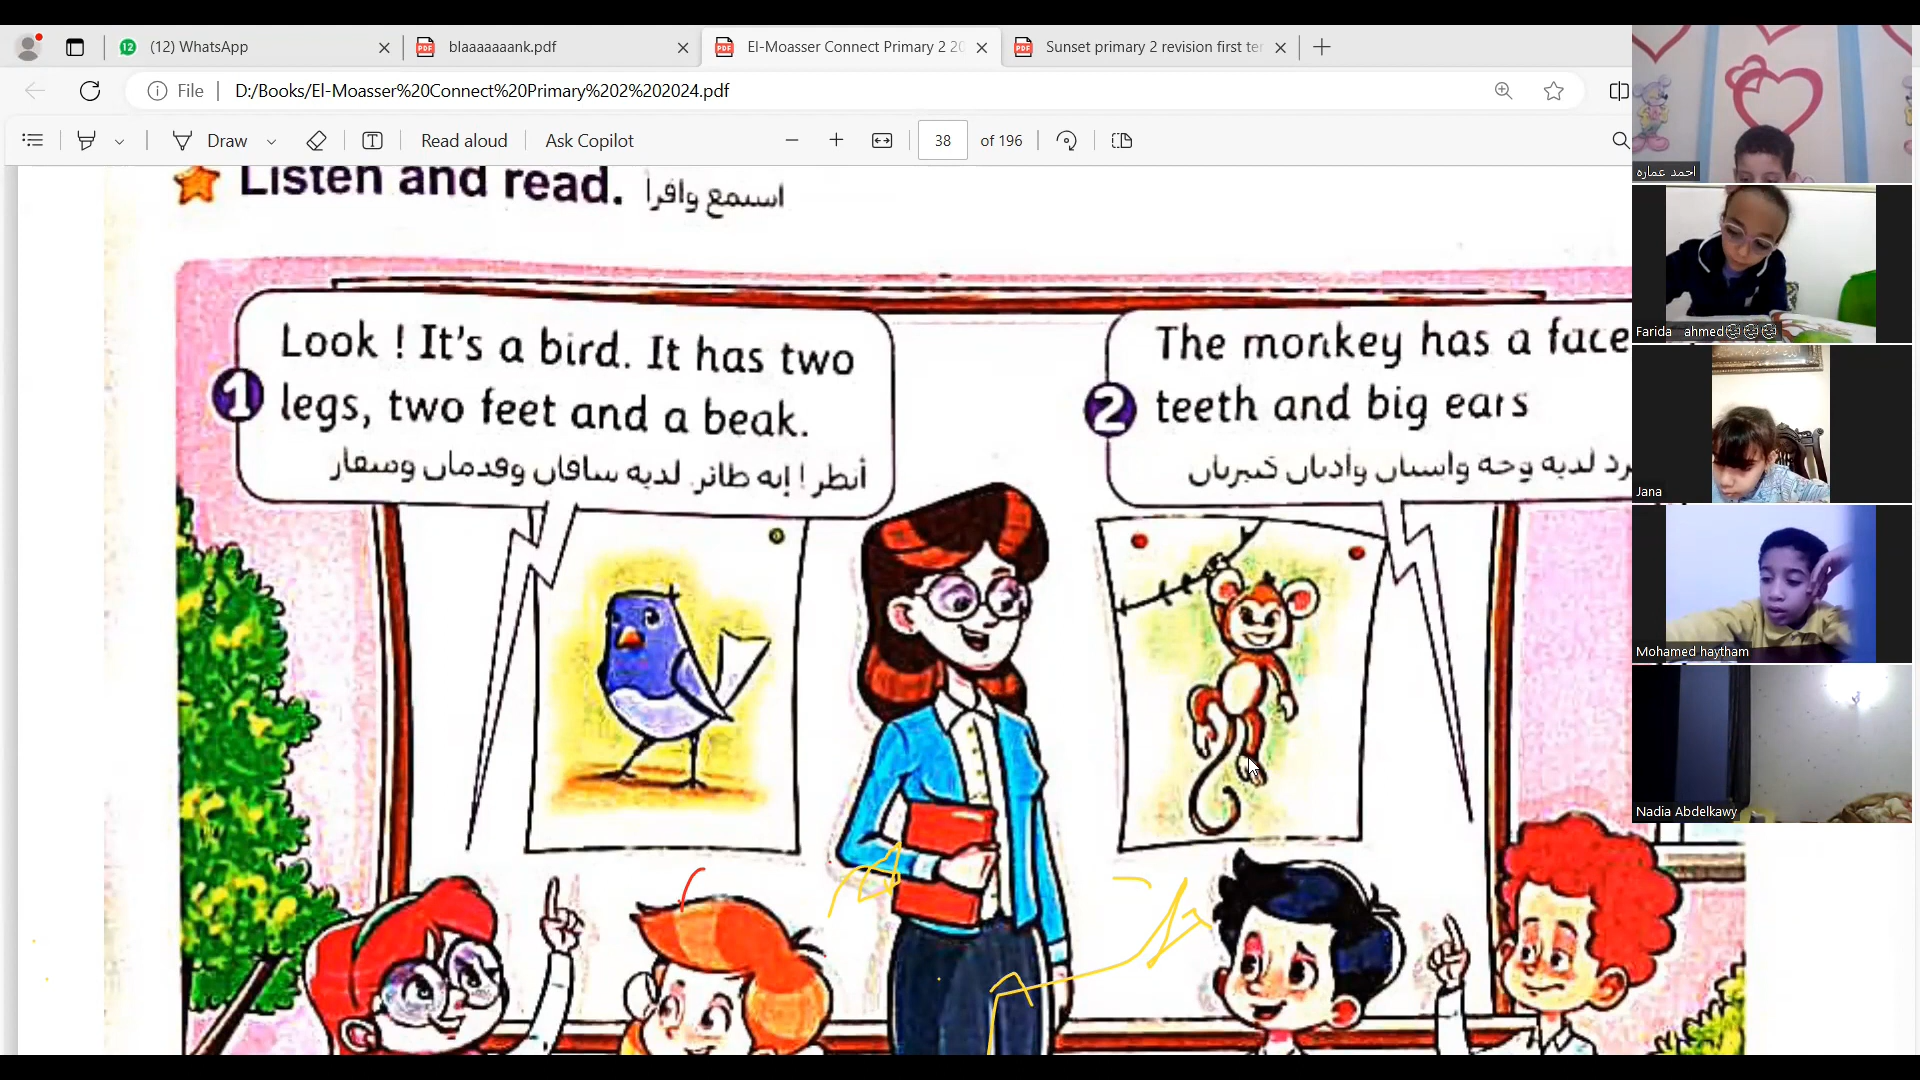 (12) WhatsApp
blaaaaaaank.pdf
El-Moasser Connect Primary 2 20
Sunset primary 2 revision first ter
File
D:/Books/El-Moasser%20Connect%20Primary%202%202024.pdf
Draw
Read aloud
Ask Copilot
38 of 196
Listen and read. اسمع واقرأ
1
Look ! It's a bird. It has two
legs, two feet and a beak.
أنظر ! إنه طائر. لديه ساقان وقدمان ومنقار
2
The monkey has a face
teeth and big ears
لديه وجه وأسنان وأذنان كبيرتان
احمد عماره
Farida ahmed
Jana
Mohamed haytham
Nadia Abdelkawy